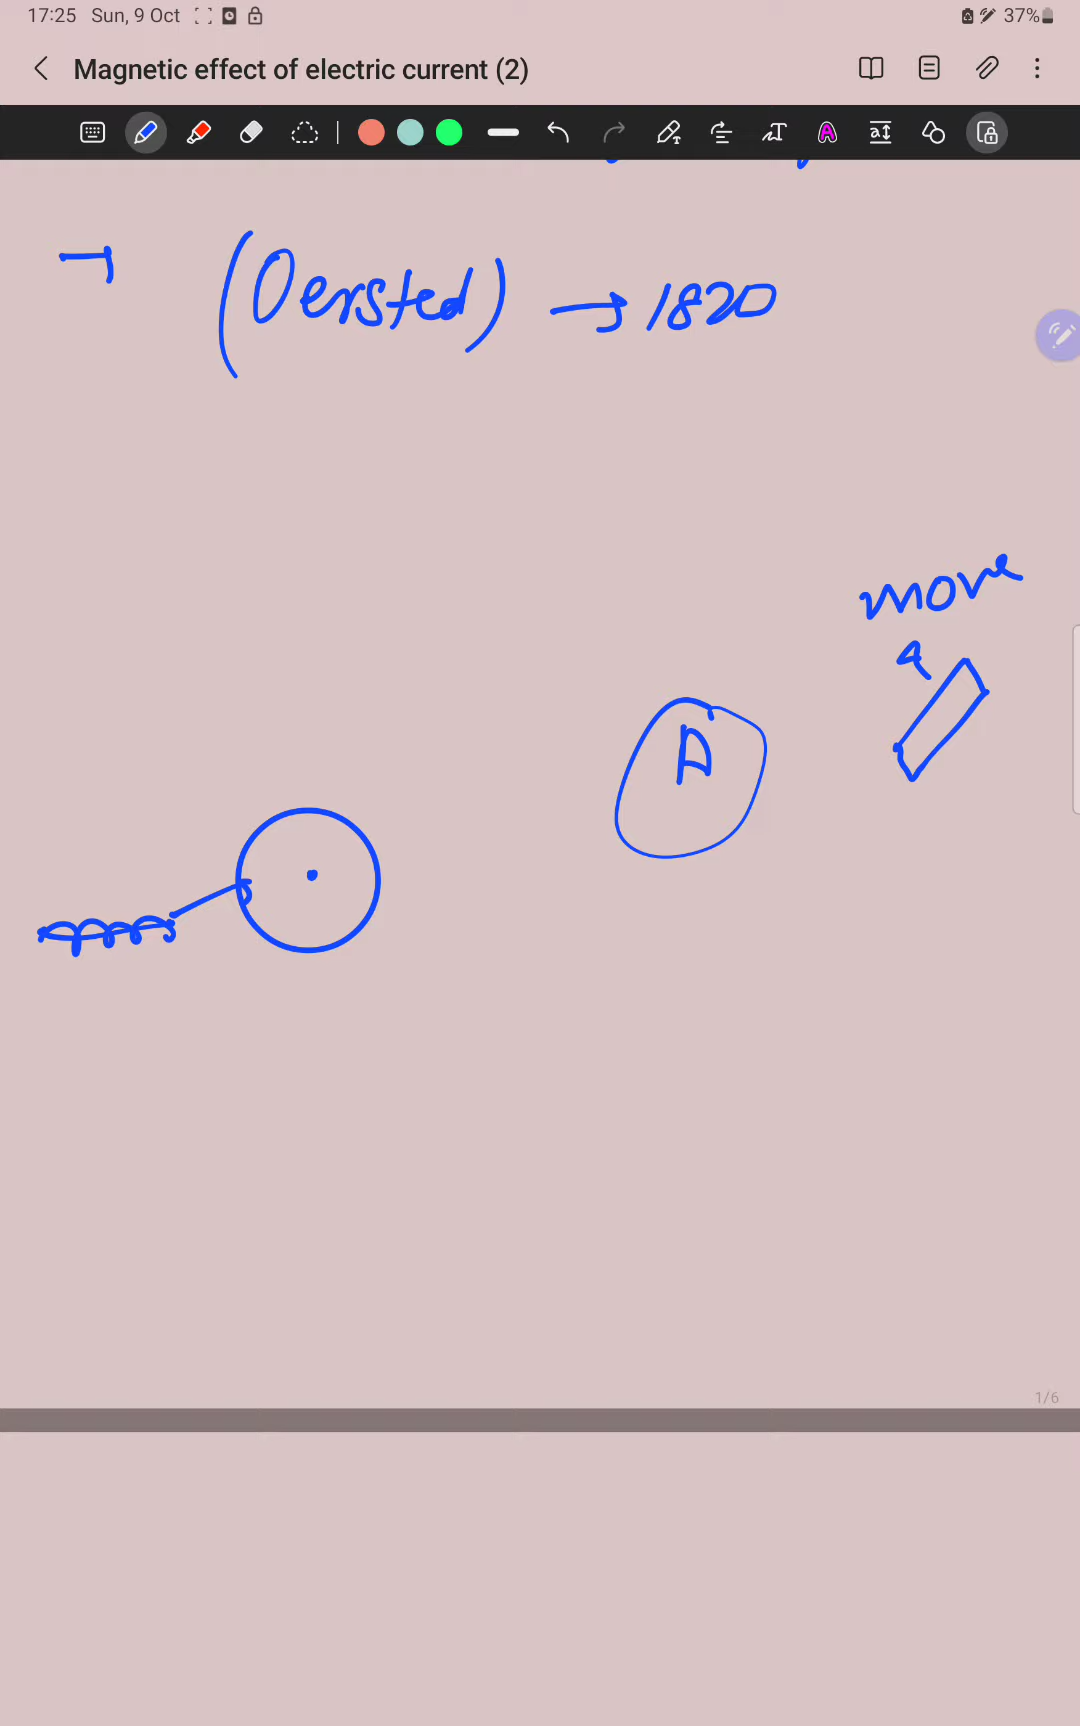 17:25 Sun, 9 Oct 37%
Magnetic effect of electric current (2)
(Oersted) → 1820
move
A
1/6